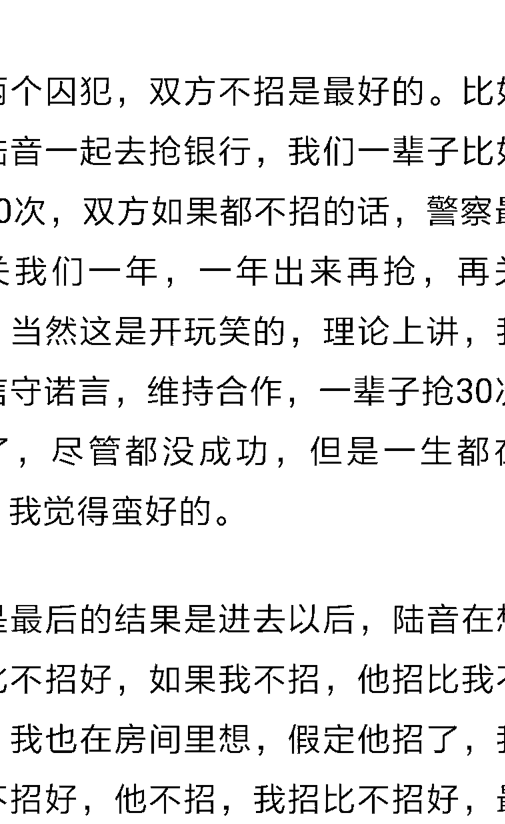 个囚犯，双方不招是最好的。比
音一起去抢银行，我们一辈子比
0次，双方如果都不招的话，警察
我们一年，一年出来再抢，再
当然这是开玩笑的，理论上讲，
守诺言，维持合作，一辈子抢30
，尽管都没成功，但是一生都
我觉得蛮好的。
最后的结果是进去以后，陆音在
不招好，如果我不招，他招比我
我也在房间里想，假定他招了，
招好，他不招，我招比不招好，